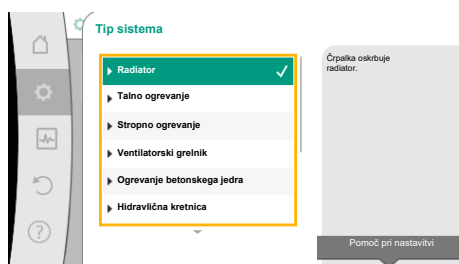 Tip sistema
Radiator
Talno ogrevanje
Stropno ogrevanje
Ventilatorski grelnik
Ogrevanje betonskega jedra
Hidravlična kretnica
Črpalka oskrbuje
radiator.
Pomoč pri nastavitvi